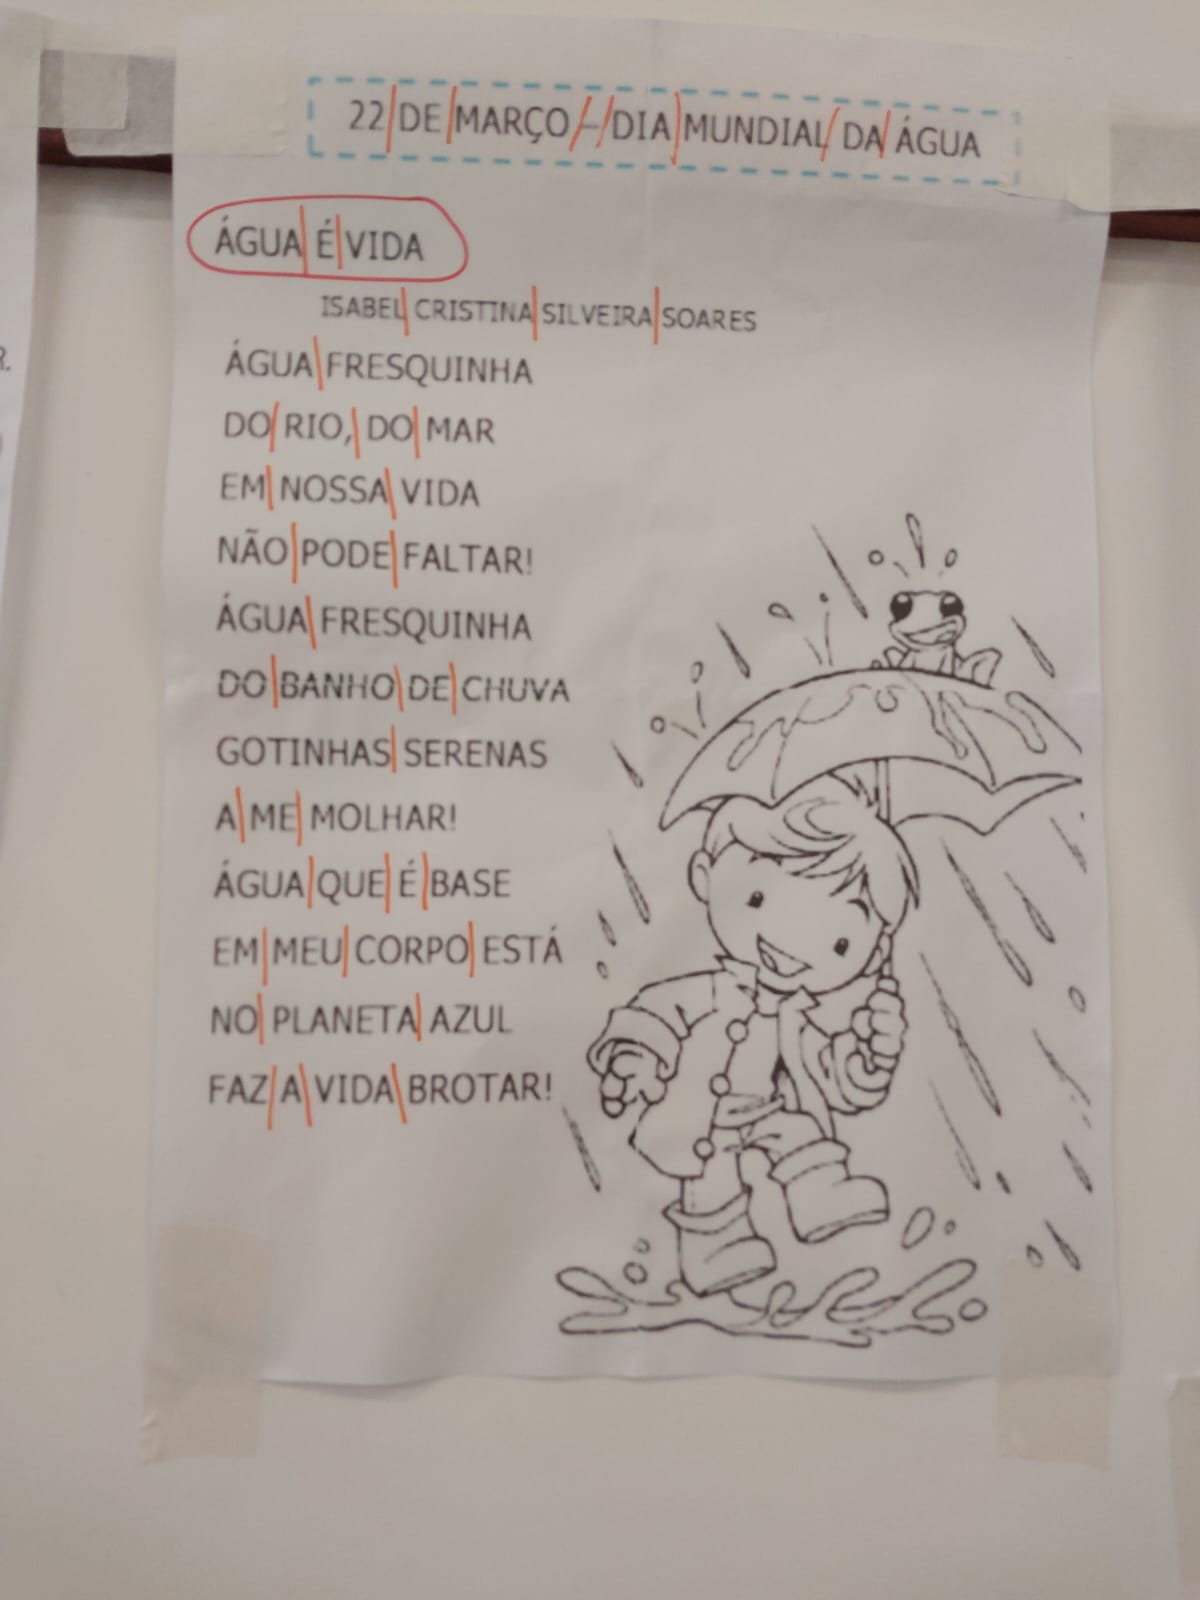 22 DE MARÇO - DIA MUNDIAL DA ÁGUA
ÁGUA É VIDA
ISABEL CRISTINA SILVEIRA SOARES
ÁGUA FRESQUINHA
DO RIO, DO MAR
EM NOSSA VIDA
NÃO PODE FALTAR!
ÁGUA FRESQUINHA
DO BANHO DE CHUVA
GOTINHAS SERENAS
A ME MOLHAR!
ÁGUA QUE É BASE
EM MEU CORPO ESTÁ
NO PLANETA AZUL
FAZ A VIDA BROTAR!